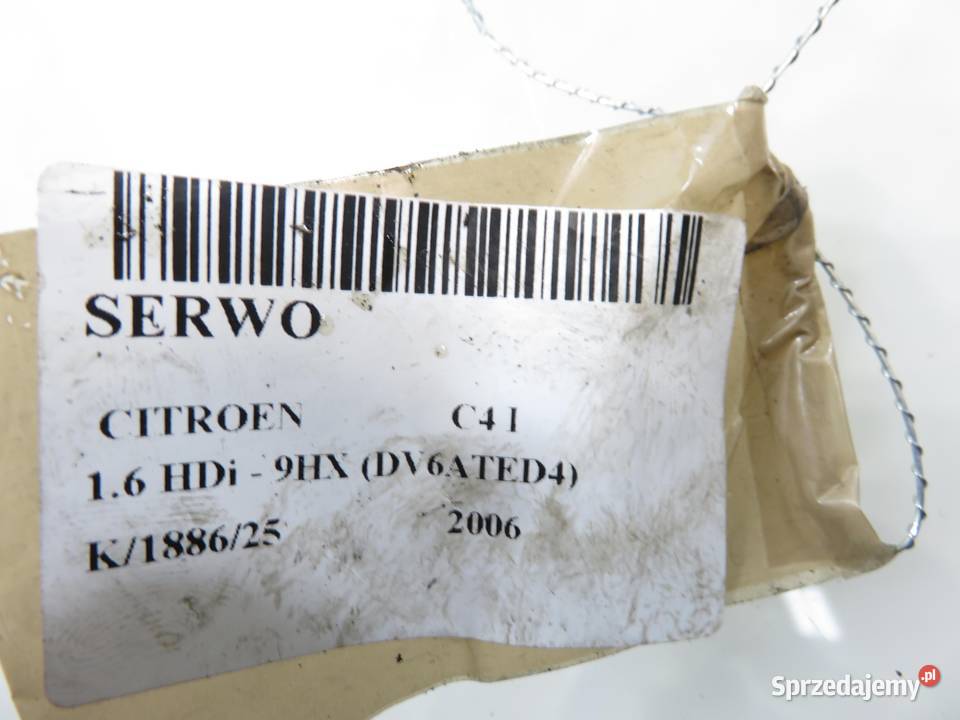 SERWO
CITROEN C4 I
1.6 HDi - 9HX (DV6ATED4)
K/1886/25 2006
Sprzedajemy.pl